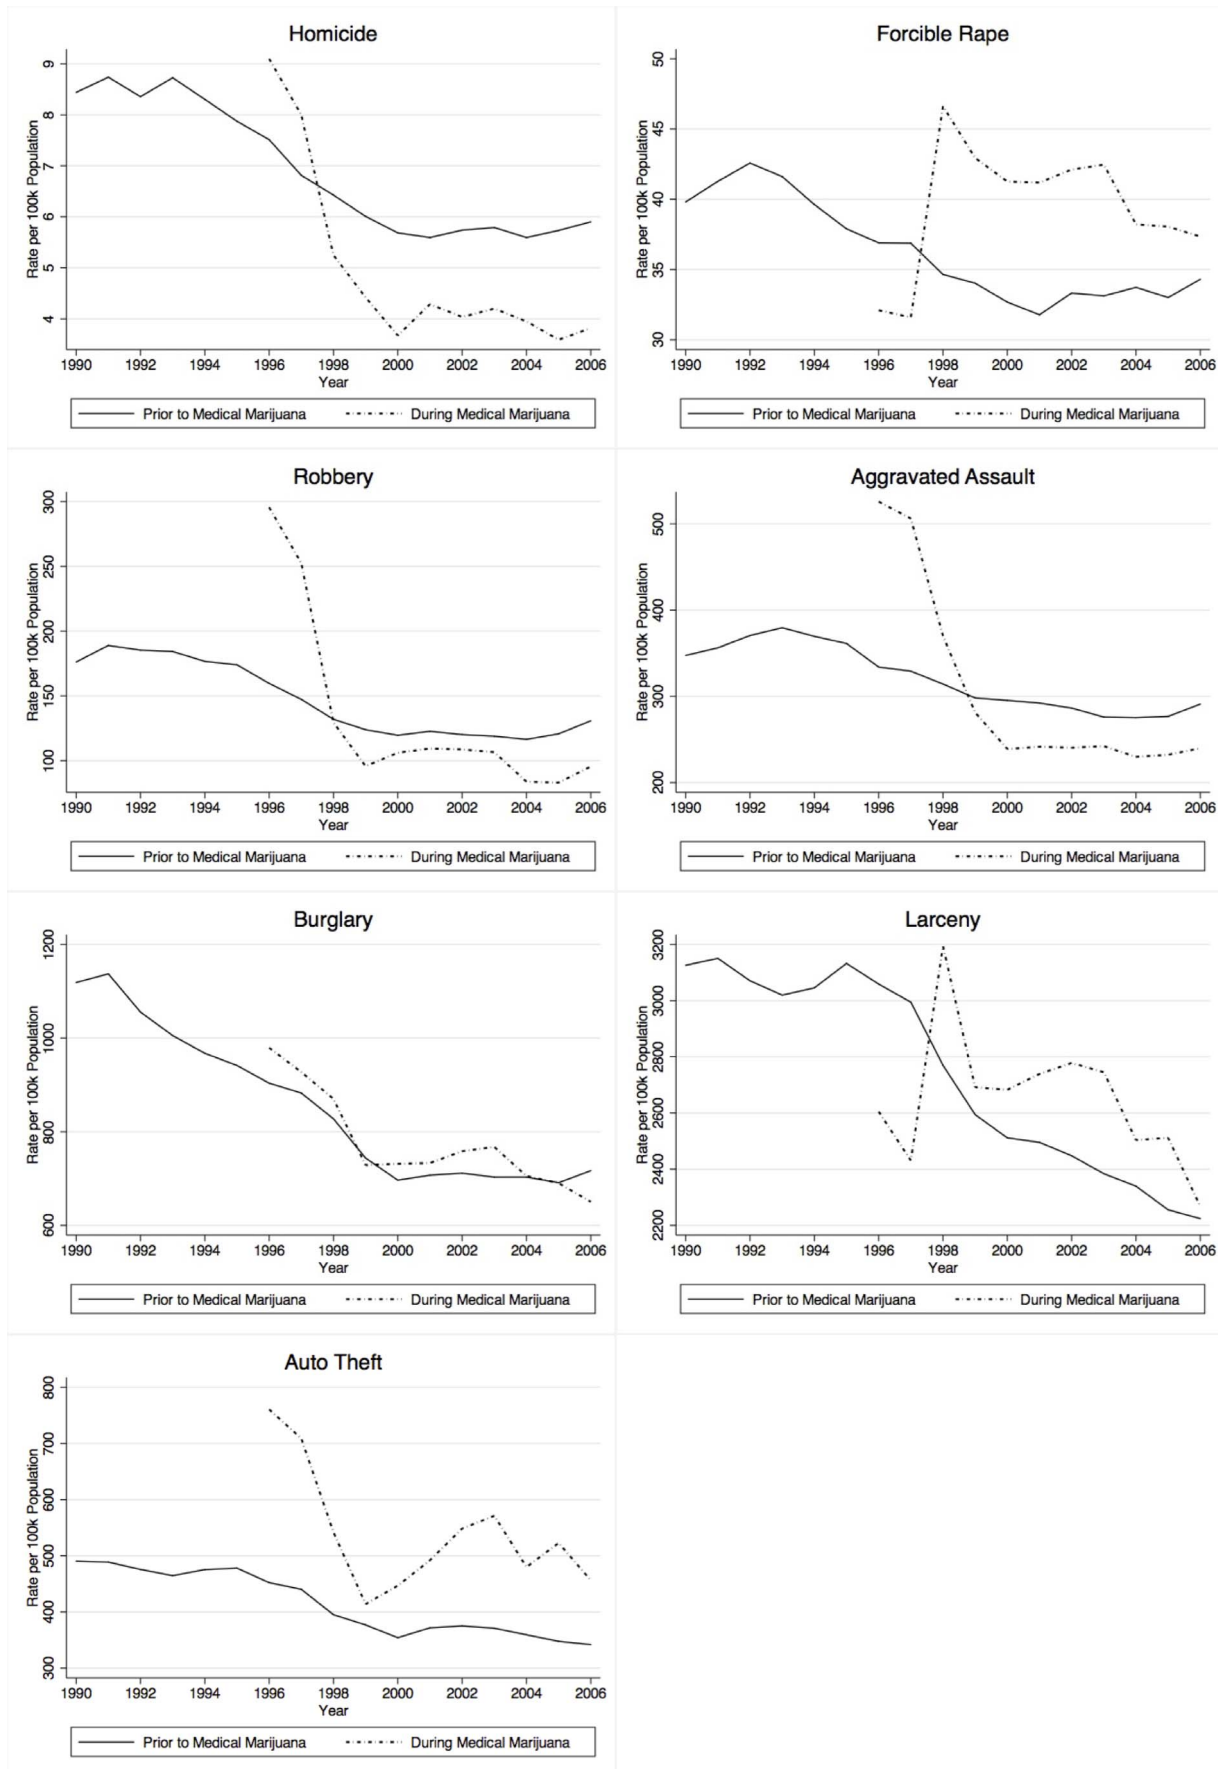 Homicide
Rate per 100k Population
9
8
7
6
5
4
1990 1992 1994 1996 1998 2000 2002 2004 2006
Year
Prior to Medical Marijuana During Medical Marijuana
Forcible Rape
Rate per 100k Population
50
45
40
35
30
1990 1992 1994 1996 1998 2000 2002 2004 2006
Year
Prior to Medical Marijuana During Medical Marijuana
Robbery
Rate per 100k Population
300
250
200
150
100
1990 1992 1994 1996 1998 2000 2002 2004 2006
Year
Prior to Medical Marijuana During Medical Marijuana
Aggravated Assault
Rate per 100k Population
500
400
300
200
1990 1992 1994 1996 1998 2000 2002 2004 2006
Year
Prior to Medical Marijuana During Medical Marijuana
Burglary
Rate per 100k Population
1200
1000
800
600
1990 1992 1994 1996 1998 2000 2002 2004 2006
Year
Prior to Medical Marijuana During Medical Marijuana
Larceny
Rate per 100k Population
3200
3000
2800
2600
2400
2200
1990 1992 1994 1996 1998 2000 2002 2004 2006
Year
Prior to Medical Marijuana During Medical Marijuana
Auto Theft
Rate per 100k Population
800
700
600
500
400
300
1990 1992 1994 1996 1998 2000 2002 2004 2006
Year
Prior to Medical Marijuana During Medical Marijuana